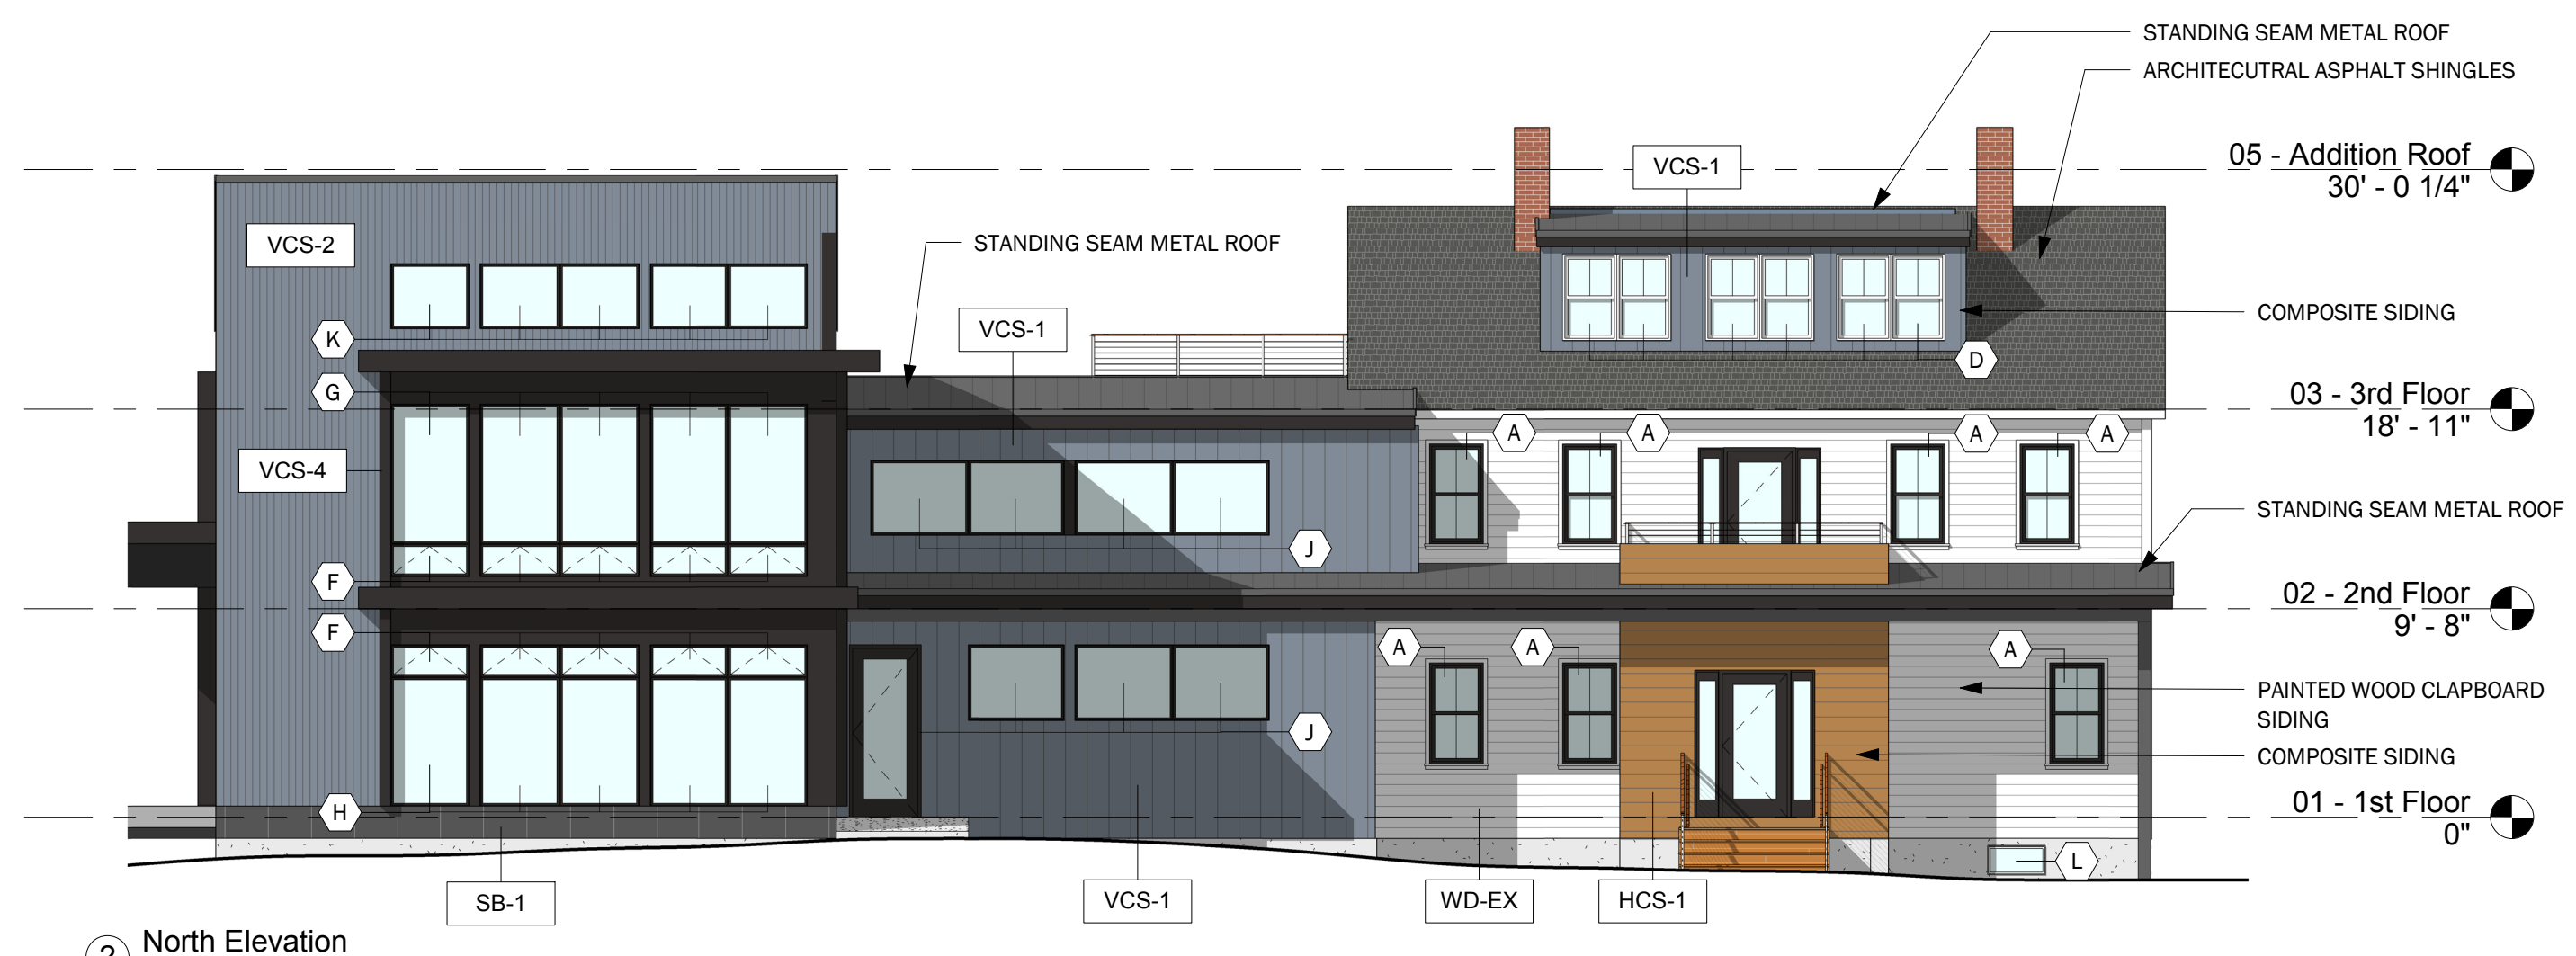 STANDING SEAM METAL ROOF
ARCHITECUTRAL ASPHALT SHINGLES
05 - Addition Roof
30' - 0 1/4"
VCS-1
VCS-2
STANDING SEAM METAL ROOF
VCS-1
COMPOSITE SIDING
K
D
G
03 - 3rd Floor
18' - 11"
A
A
A
A
VCS-4
STANDING SEAM METAL ROOF
J
F
02 - 2nd Floor
9' - 8"
F
A
A
A
PAINTED WOOD CLAPBOARD
SIDING
J
COMPOSITE SIDING
H
01 - 1st Floor
0"
L
SB-1
VCS-1
WD-EX
HCS-1
2
North Elevation